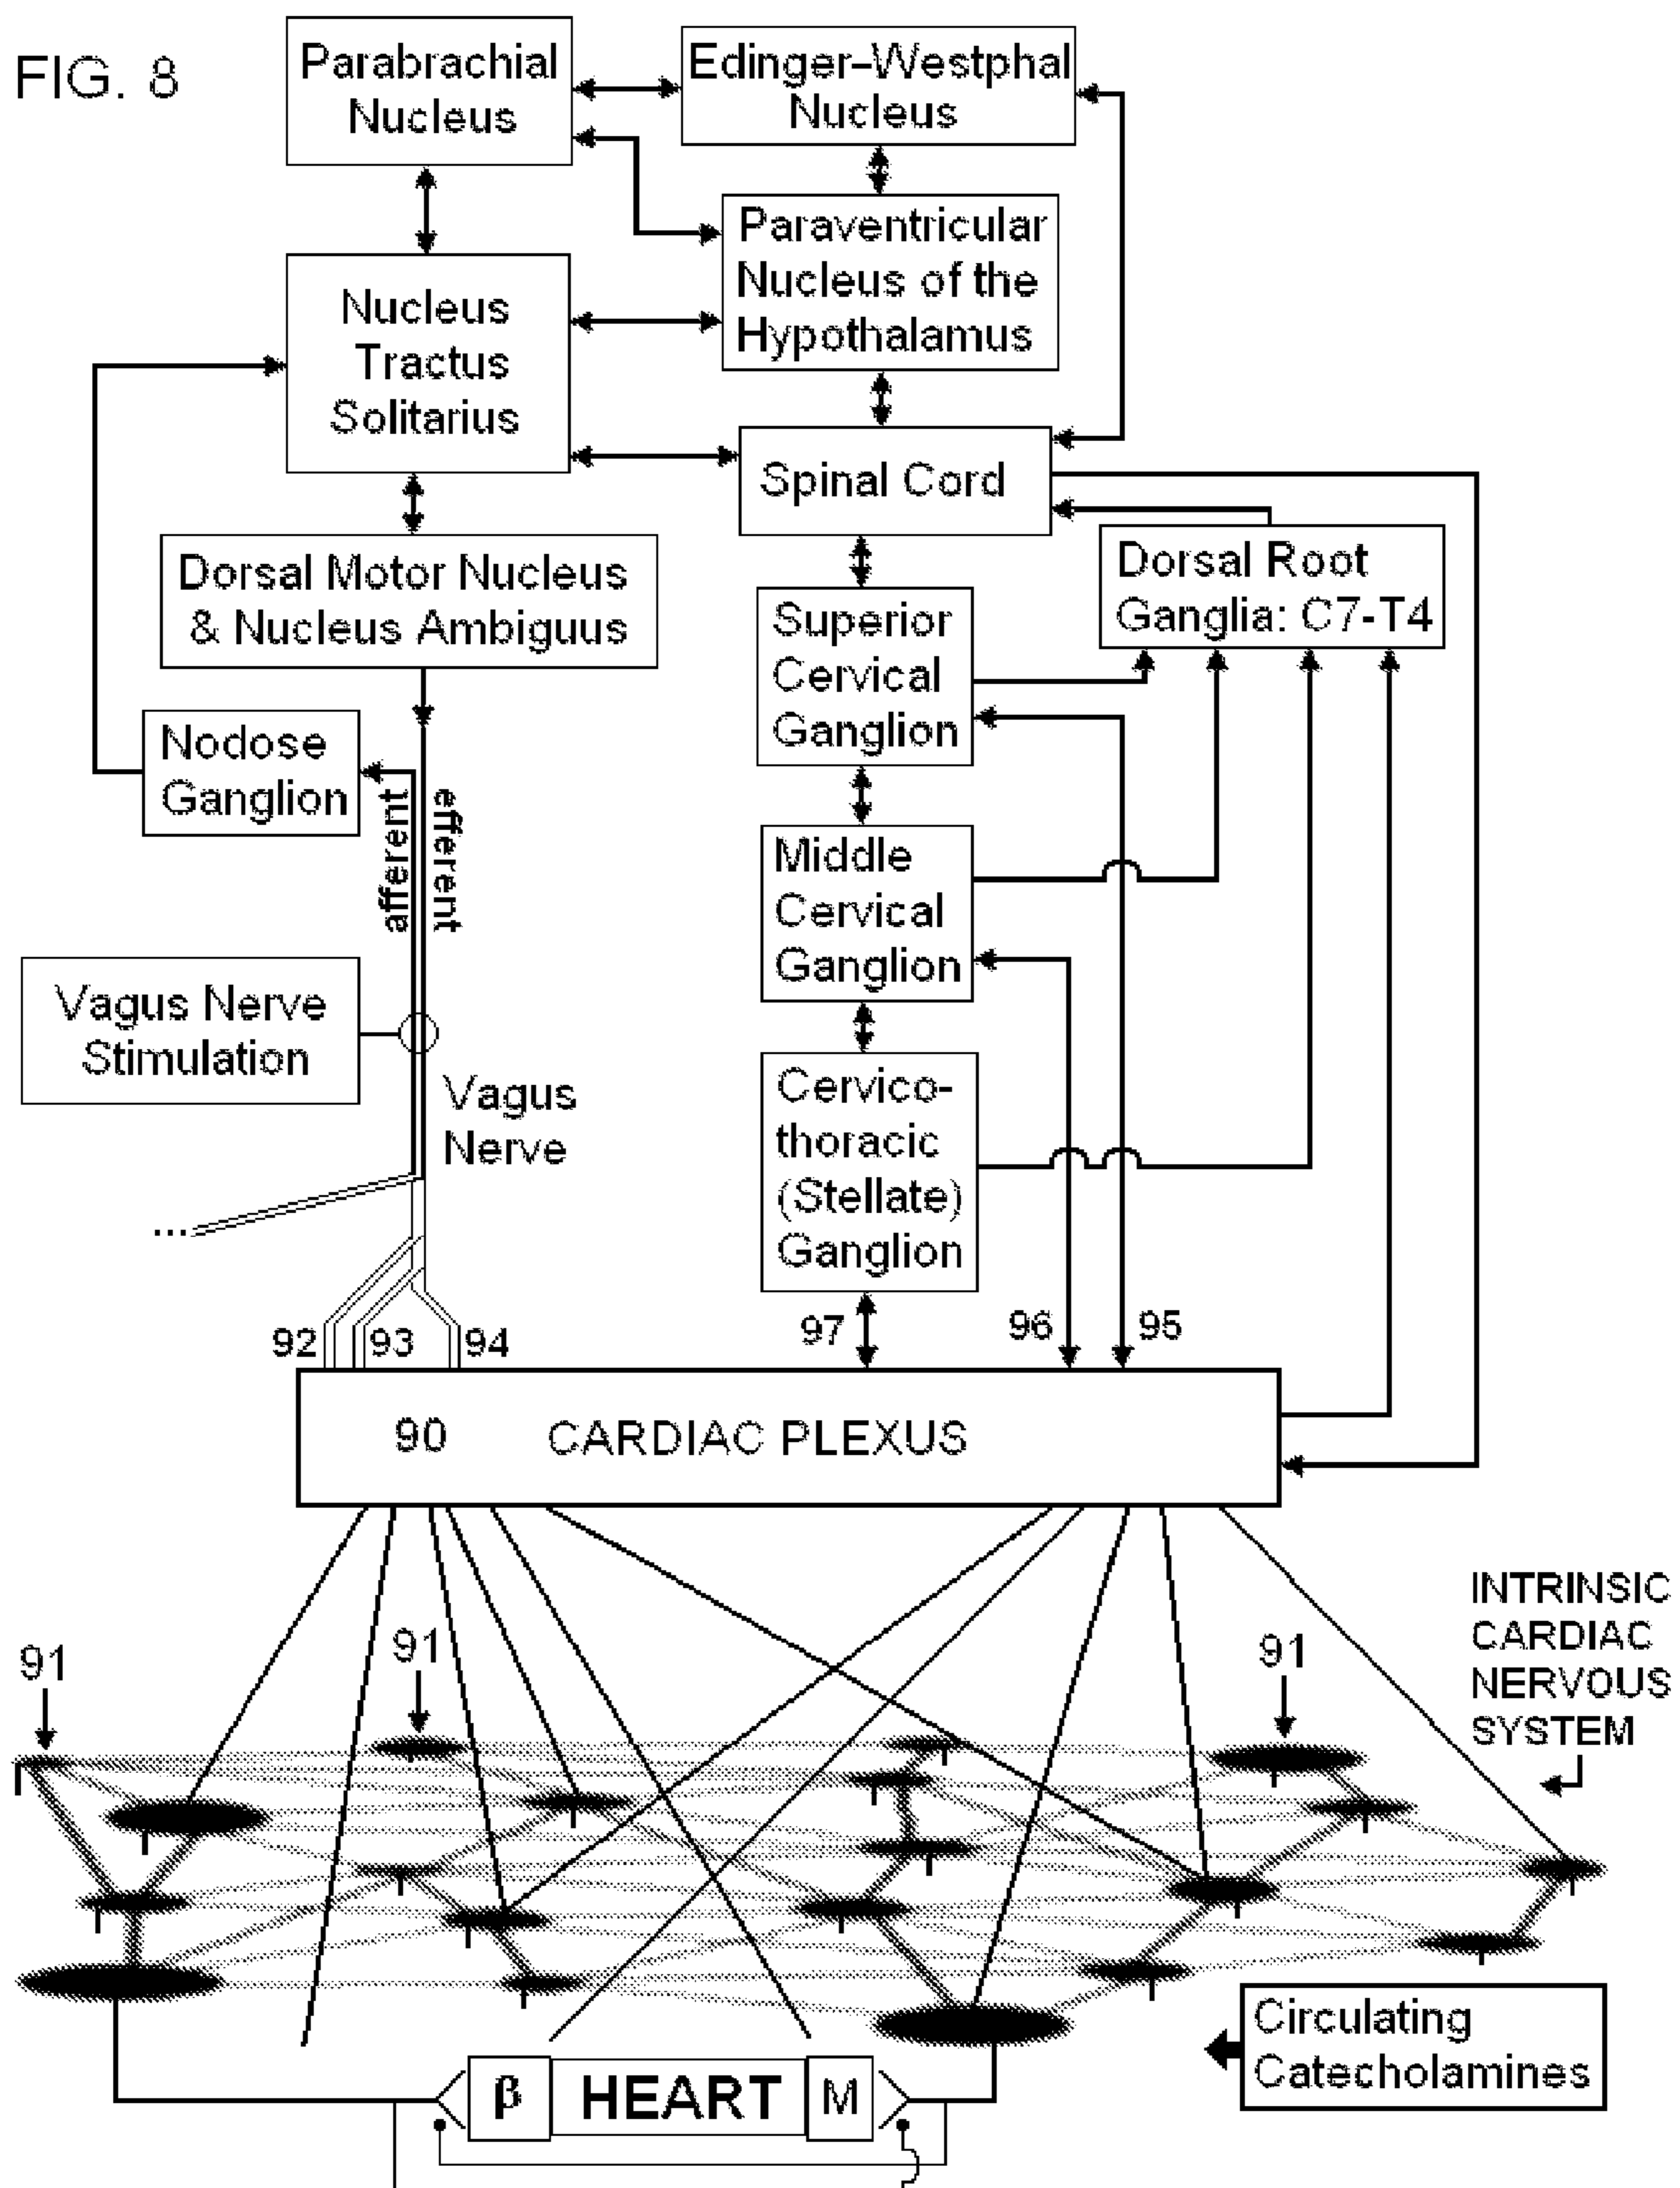 FIG. 8
Parabrachial
Nucleus
Edinger–Westphal
Nucleus
Paraventricular
Nucleus of the
Hypothalamus
Nucleus
Tractus
Solitarius
Spinal Cord
Dorsal Motor Nucleus
& Nucleus Ambiguus
Dorsal Root
Ganglia: C7-T4
Superior
Cervical
Ganglion
Nodose
Ganglion
afferent
efferent
Middle
Cervical
Ganglion
Vagus Nerve
Stimulation
Vagus
Nerve
Cervico-
thoracic
(Stellate)
Ganglion
...
92
93
94
97
96
95
90
CARDIAC PLEXUS
INTRINSIC
CARDIAC
NERVOUS
SYSTEM
91
91
91
Circulating
Catecholamines
β
HEART
M